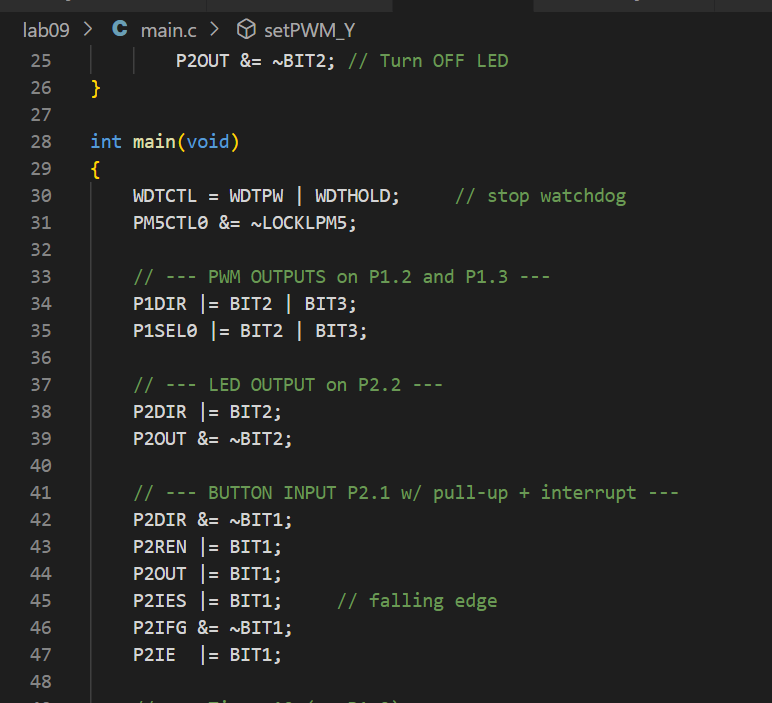 lab09 > C main.c > setPWM_Y
25 P2OUT &= ~BIT2; // Turn OFF LED
26 }
27
28 int main(void)
29 {
30 WDTCTL = WDTPW | WDTHOLD; // stop watchdog
31 PM5CTL0 &= ~LOCKLPM5;
32
33 // --- PWM OUTPUTS on P1.2 and P1.3 ---
34 P1DIR |= BIT2 | BIT3;
35 P1SEL0 |= BIT2 | BIT3;
36
37 // --- LED OUTPUT on P2.2 ---
38 P2DIR |= BIT2;
39 P2OUT &= ~BIT2;
40
41 // --- BUTTON INPUT P2.1 w/ pull-up + interrupt ---
42 P2DIR &= ~BIT1;
43 P2REN |= BIT1;
44 P2OUT |= BIT1;
45 P2IES |= BIT1; // falling edge
46 P2IFG &= ~BIT1;
47 P2IE |= BIT1;
48